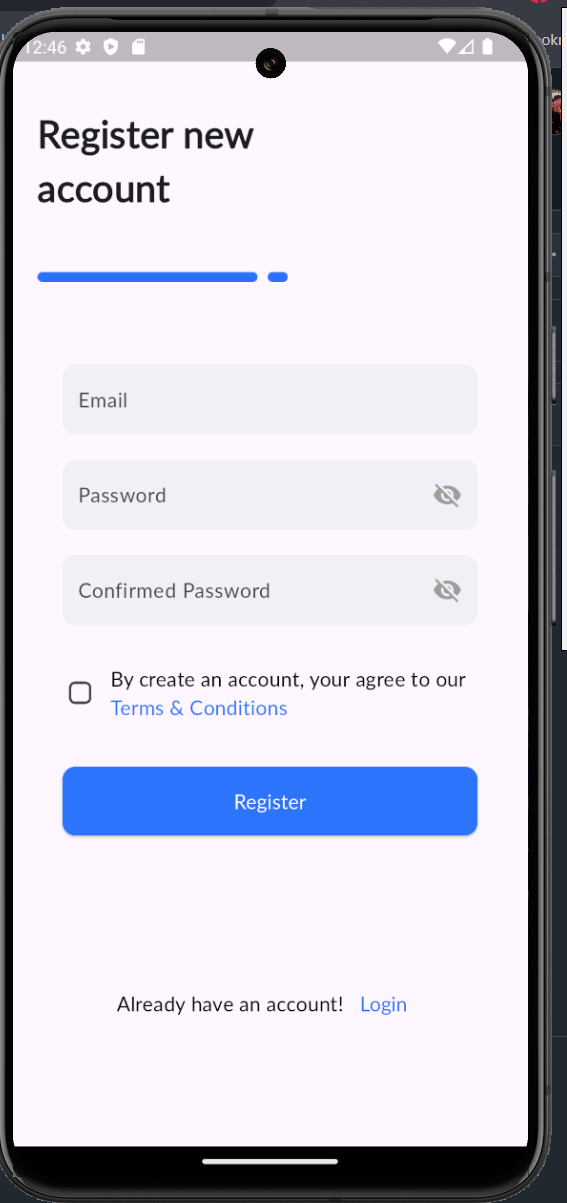 12:46
Register new
account
Email
Password
Confirmed Password
By create an account, your agree to our
Terms & Conditions
Register
Already have an account! Login